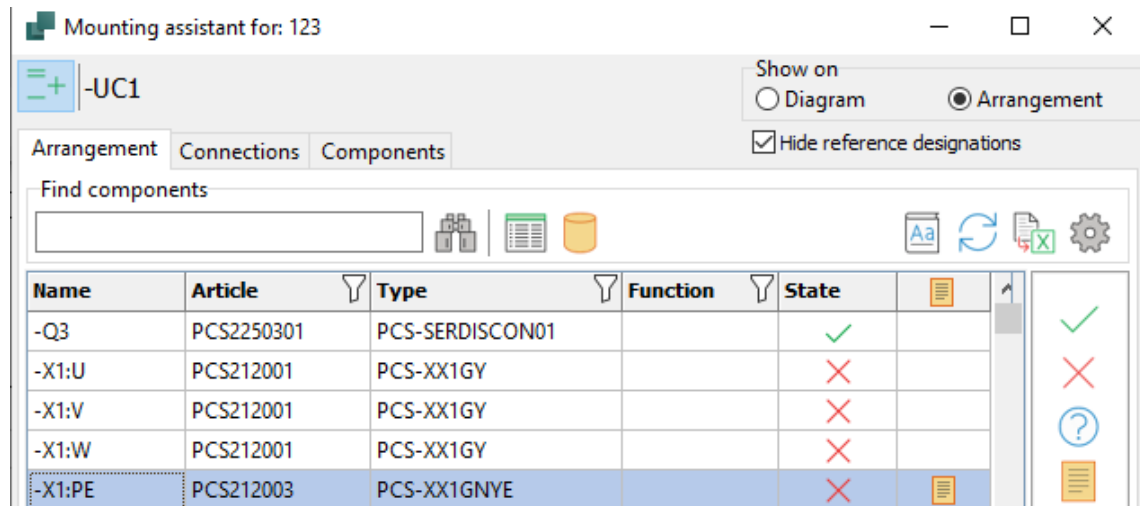 Mounting assistant for: 123
-UC1
Show on
Diagram Arrangement
Hide reference designations
Arrangement Connections Components
Find components
Aa
X
Name Article Type Function State
-Q3 PCS2250301 PCS-SERDISCON01
-X1:U PCS212001 PCS-XX1GY
-X1:V PCS212001 PCS-XX1GY
-X1:W PCS212001 PCS-XX1GY
-X1:PE PCS212003 PCS-XX1GNYE